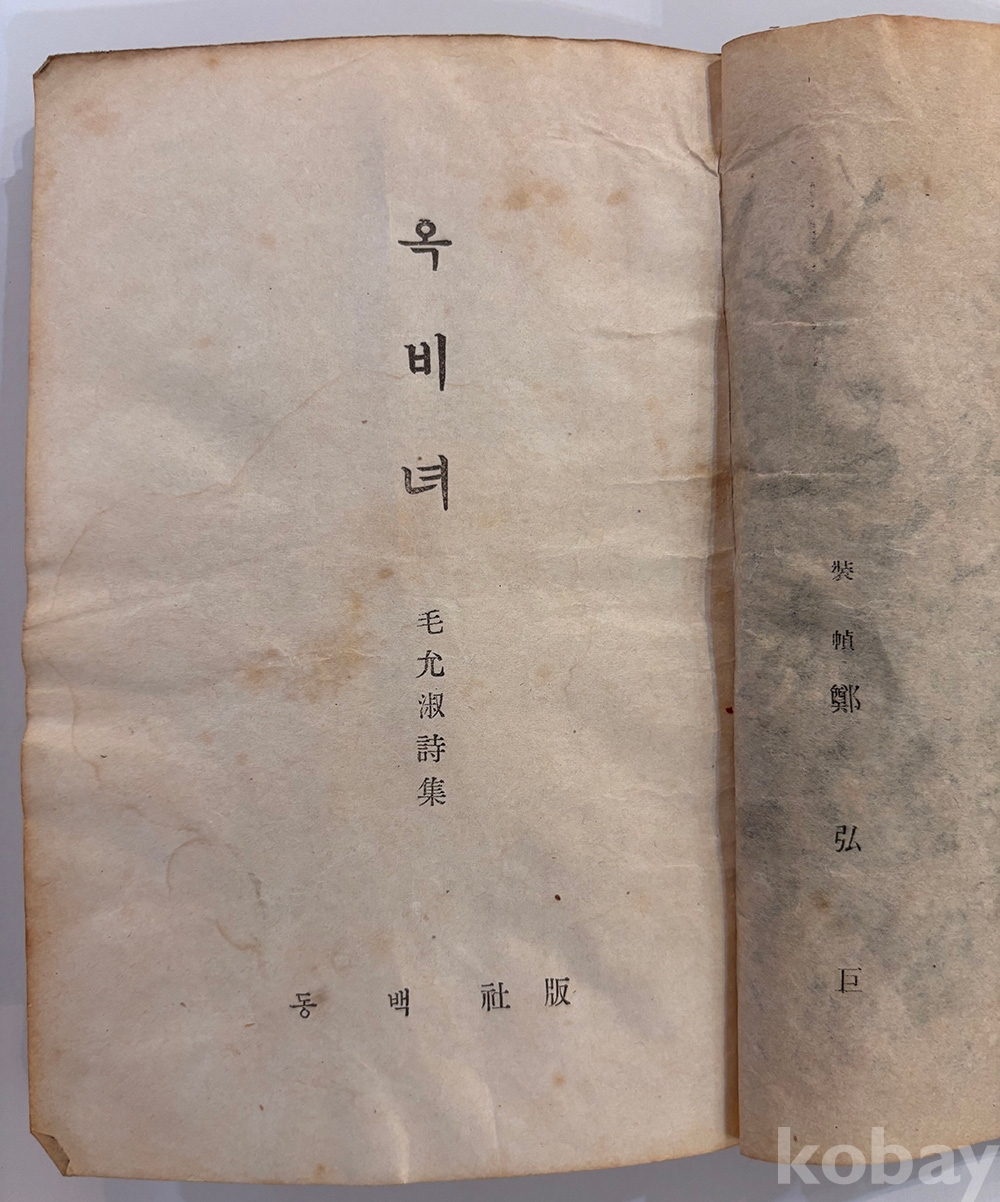 옥비녀
毛允淑詩集
동백社版
裝幀 鄭弘巨
kobay